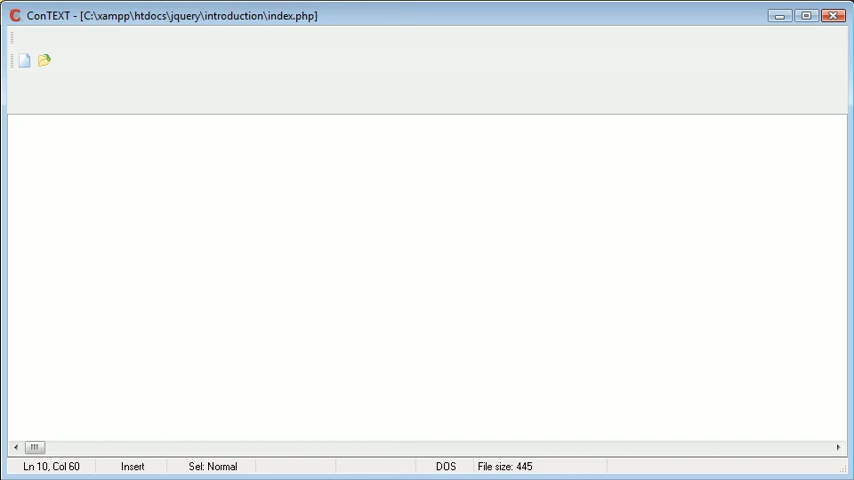 ConTEXT - [C:\xampp\htdocs\jquery\introduction\index.php]
Ln 10, Col 60 Insert Sel: Normal DOS File size: 445